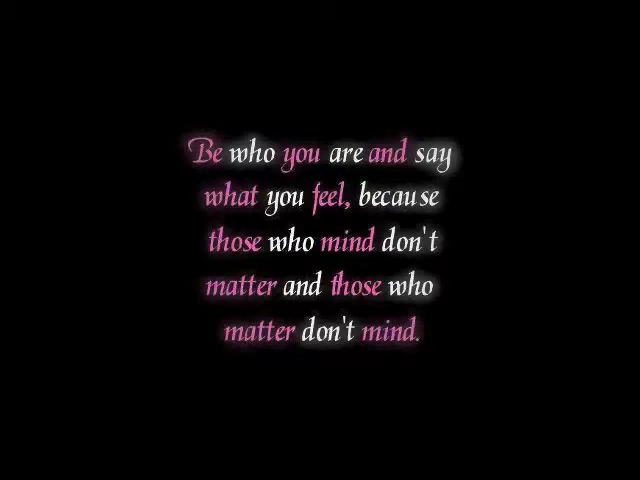 Be who you are and say
what you feel, because
those who mind don't
matter and those who
matter don't mind.